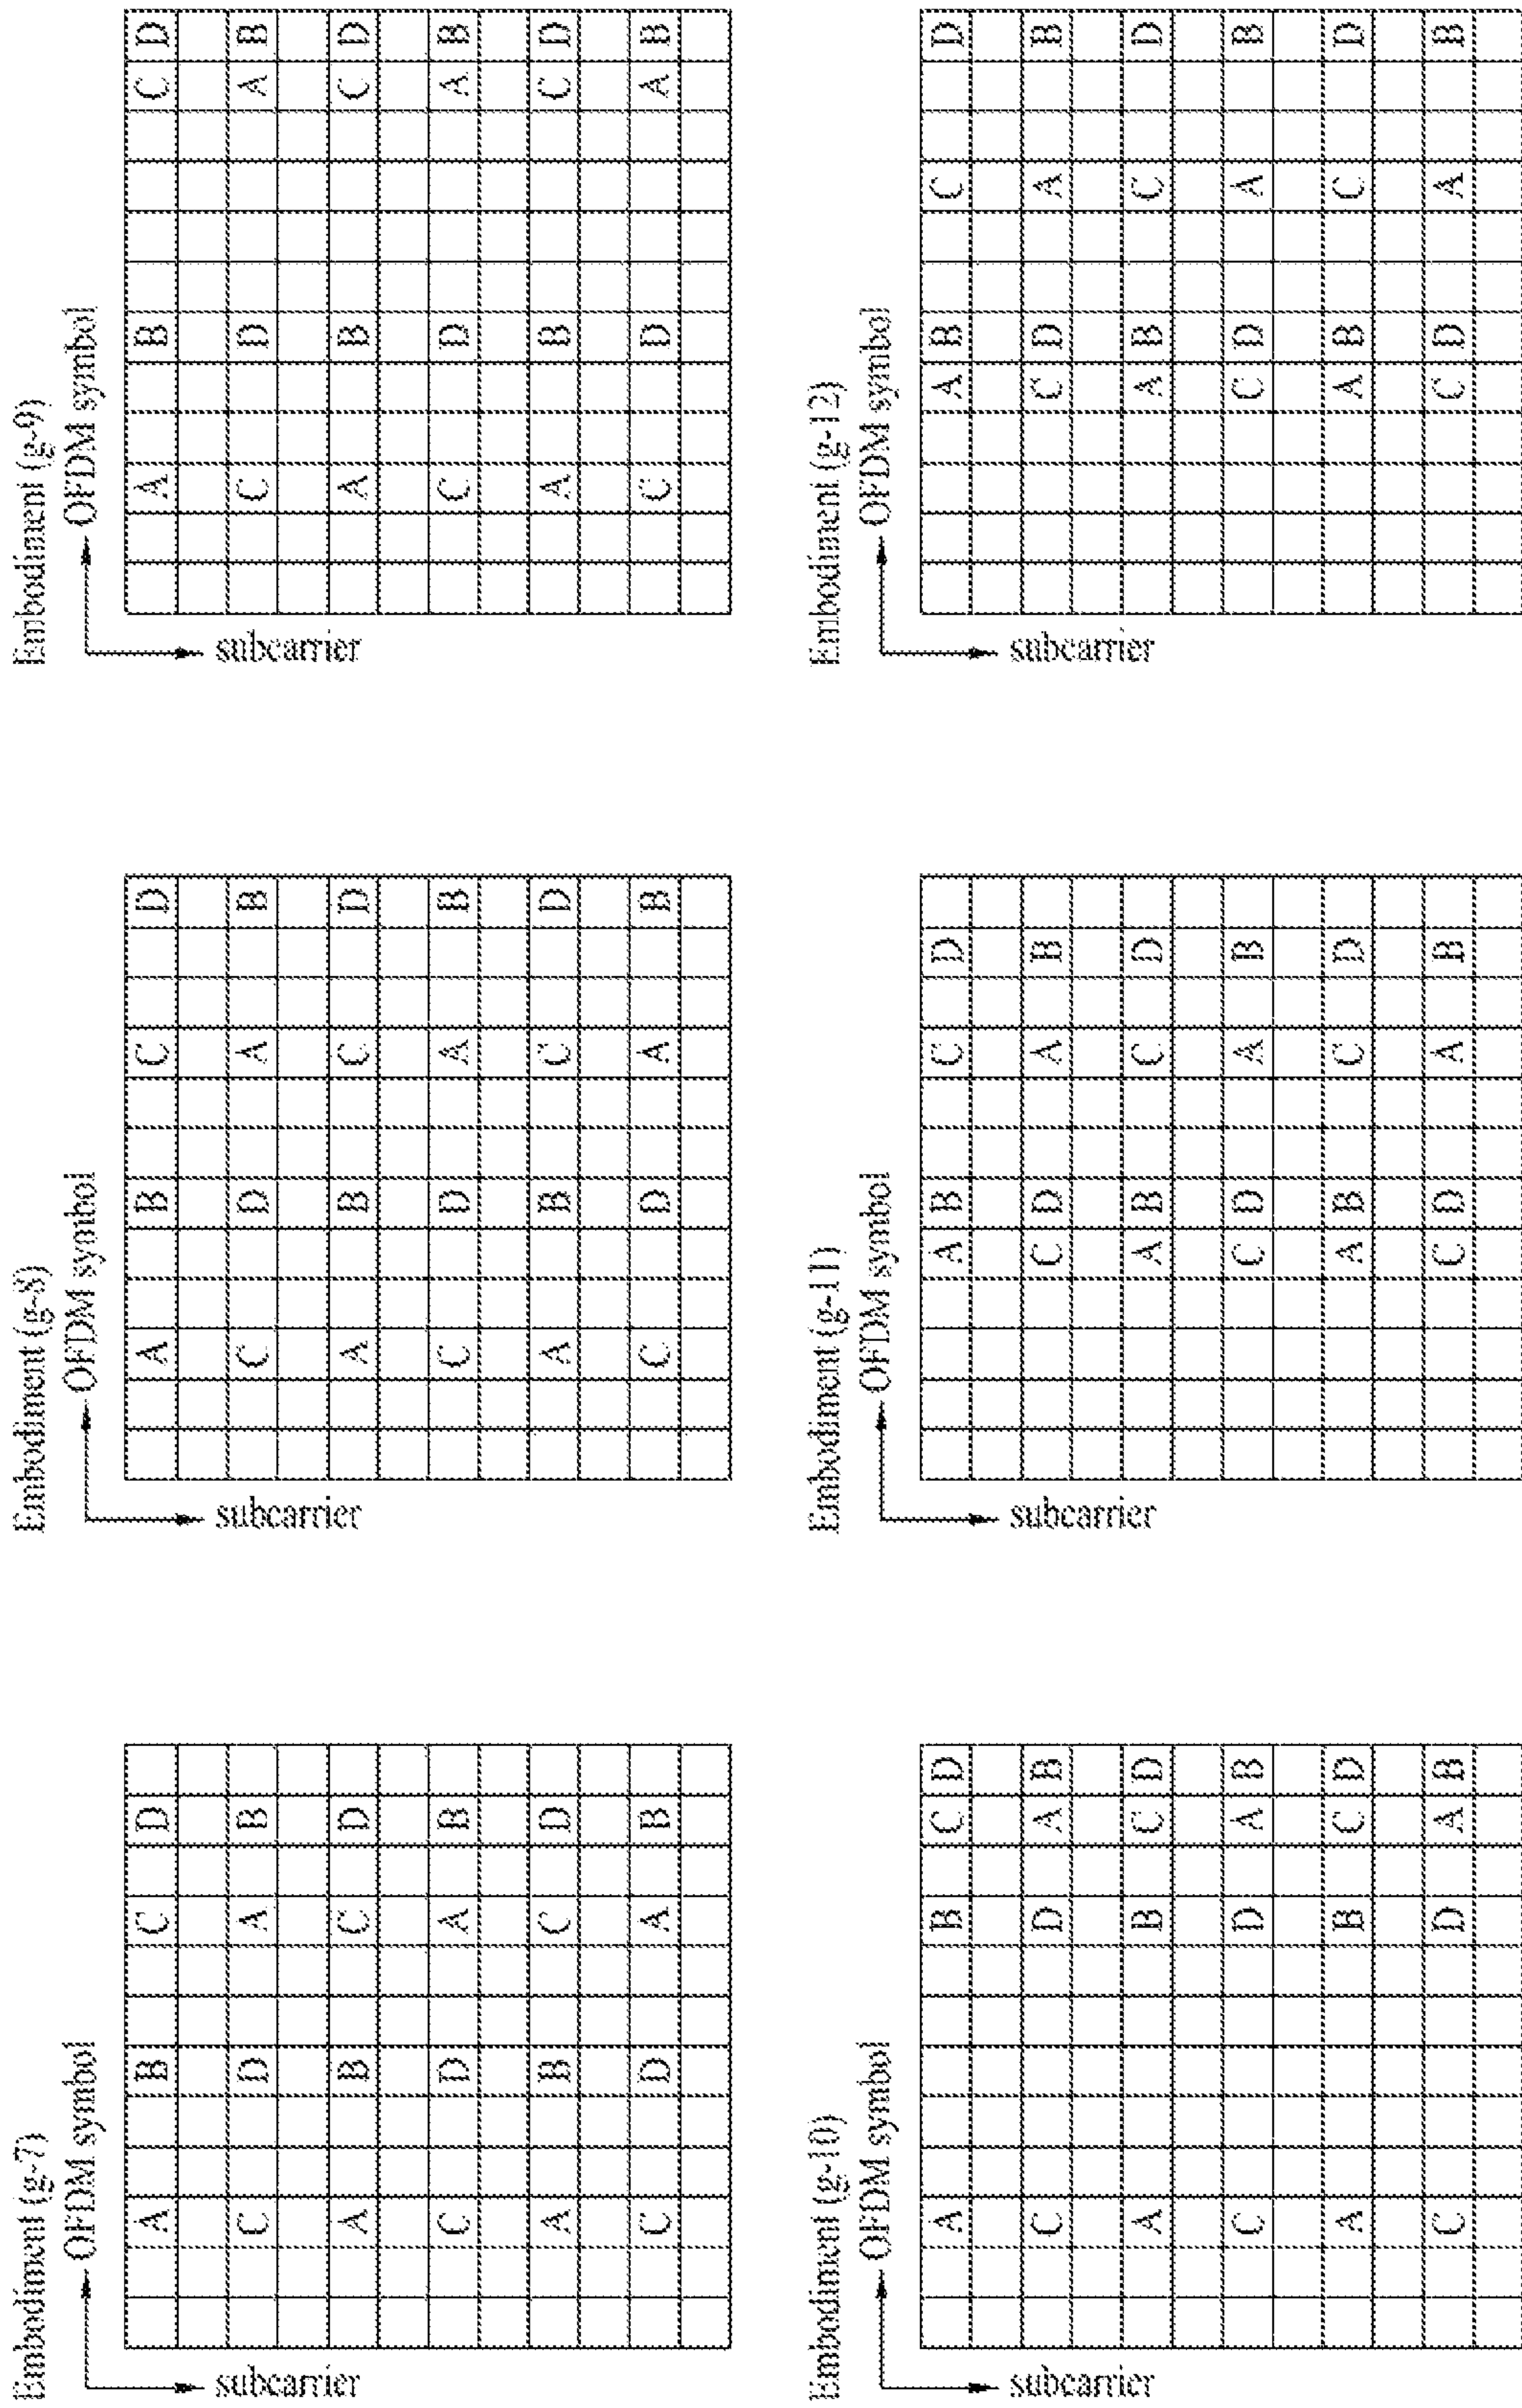 Embodiment (g-7)
OFDM symbol
subcarrier
A B C D
C D A B
A B C D
C D A B
A B C D
C D A B
Embodiment (g-8)
OFDM symbol
subcarrier
A B C D
C D A B
A B C D
C D A B
A B C D
C D A B
Embodiment (g-9)
OFDM symbol
subcarrier
A B C D
C D A B
A B C D
C D A B
A B C D
C D A B
Embodiment (g-10)
OFDM symbol
subcarrier
A B C D
C D A B
A B C D
C D A B
A B C D
C D A B
Embodiment (g-11)
OFDM symbol
subcarrier
A B C D
C D A B
A B C D
C D A B
A B C D
C D A B
Embodiment (g-12)
OFDM symbol
subcarrier
A B C D
C D A B
A B C D
C D A B
A B C D
C D A B